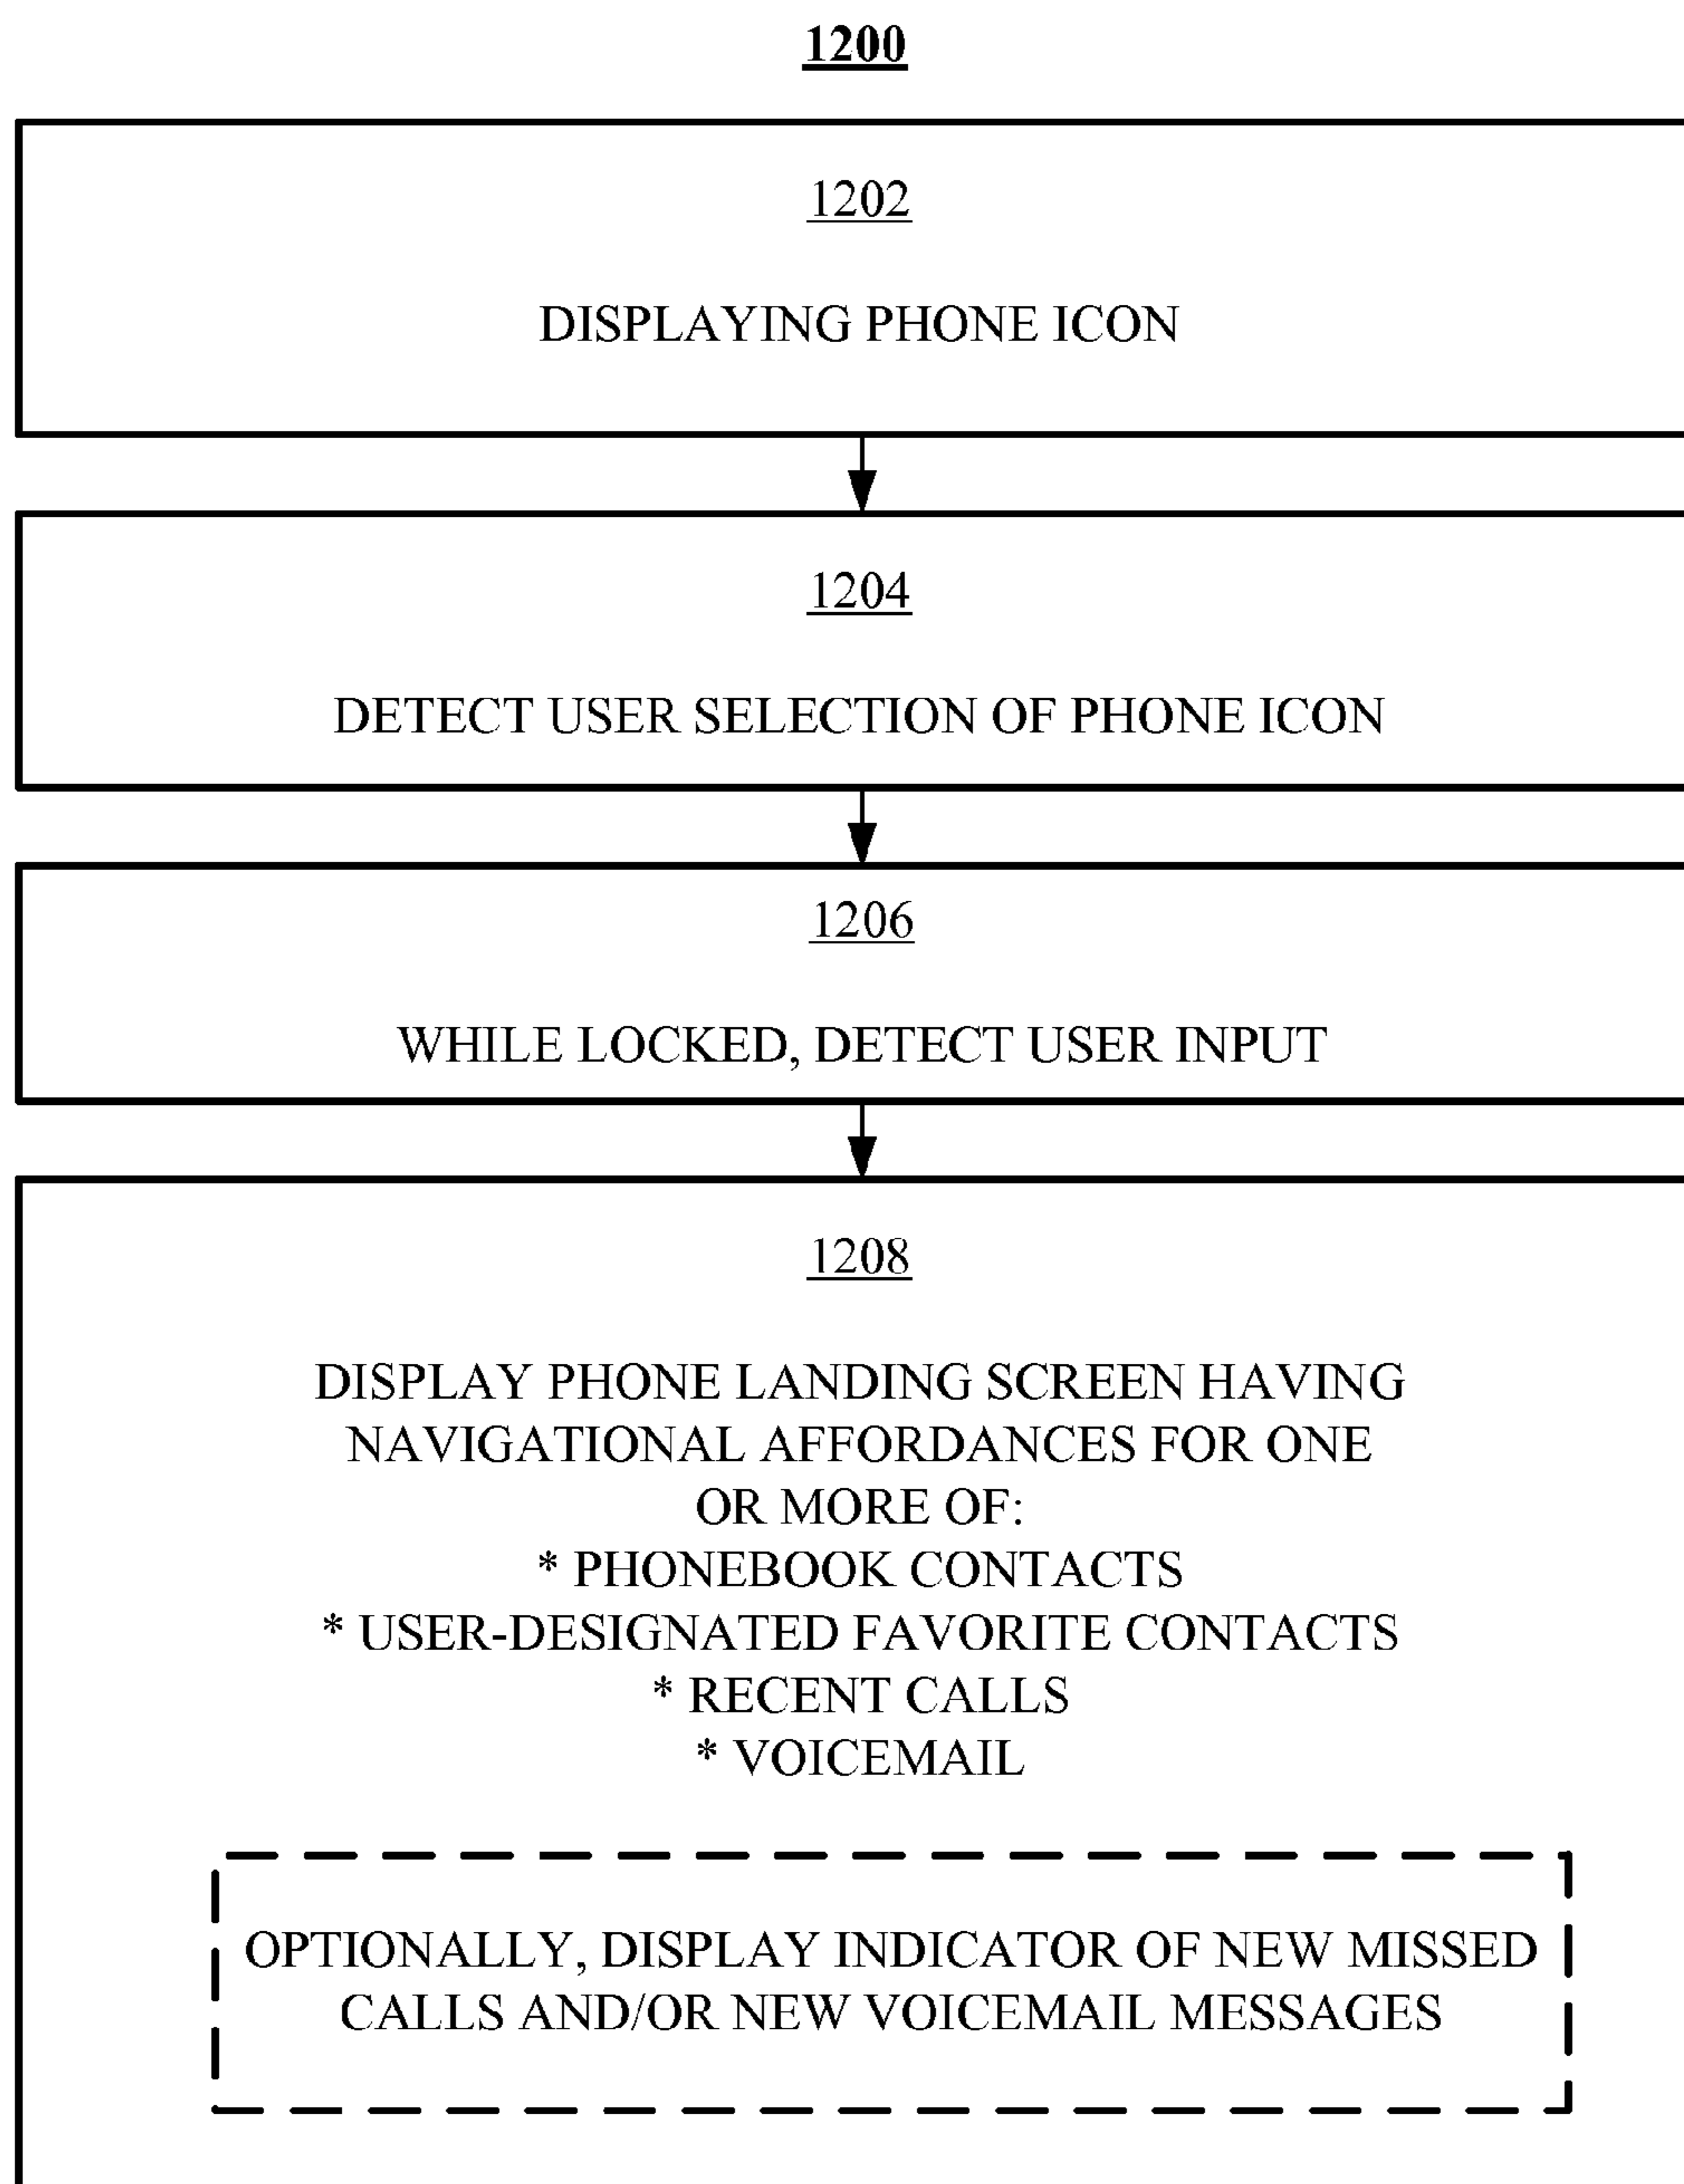 1200
1202
DISPLAYING PHONE ICON
1204
DETECT USER SELECTION OF PHONE ICON
1206
WHILE LOCKED, DETECT USER INPUT
1208
DISPLAY PHONE LANDING SCREEN HAVING
NAVIGATIONAL AFFORDANCES FOR ONE
OR MORE OF:
* PHONEBOOK CONTACTS
* USER-DESIGNATED FAVORITE CONTACTS
* RECENT CALLS
* VOICEMAIL
OPTIONALLY, DISPLAY INDICATOR OF NEW MISSED
CALLS AND/OR NEW VOICEMAIL MESSAGES